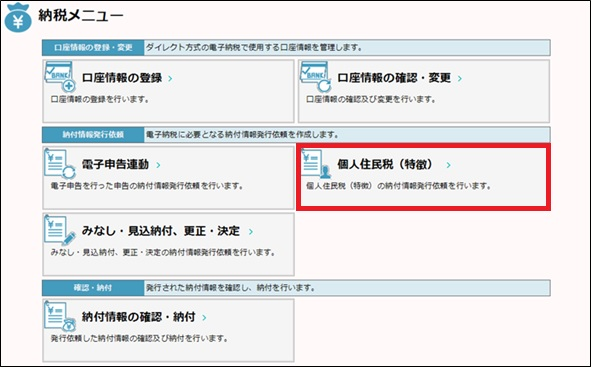 納税メニュー
口座情報の登録・変更 ダイレクト方式の電子納税で使用する口座情報を管理します。
BANK 口座情報の登録 BANK 口座情報の確認・変更
口座情報の登録を行います。 口座情報の確認及び変更を行います。
納付情報発行依頼 電子納税に必要となる納付情報発行依頼を作成します。
電子申告連動 個人住民税（特徴）
電子申告を行った申告の納付情報発行依頼を行います。 個人住民税（特徴）の納付情報発行依頼を行います。
みなし・見込納付、更正・決定
みなし・見込納付、更正・決定の納付情報発行依頼を行います。
確認・納付 発行された納付情報を確認し、納付を行います。
納付情報の確認・納付
発行依頼した納付情報の確認及び納付を行います。